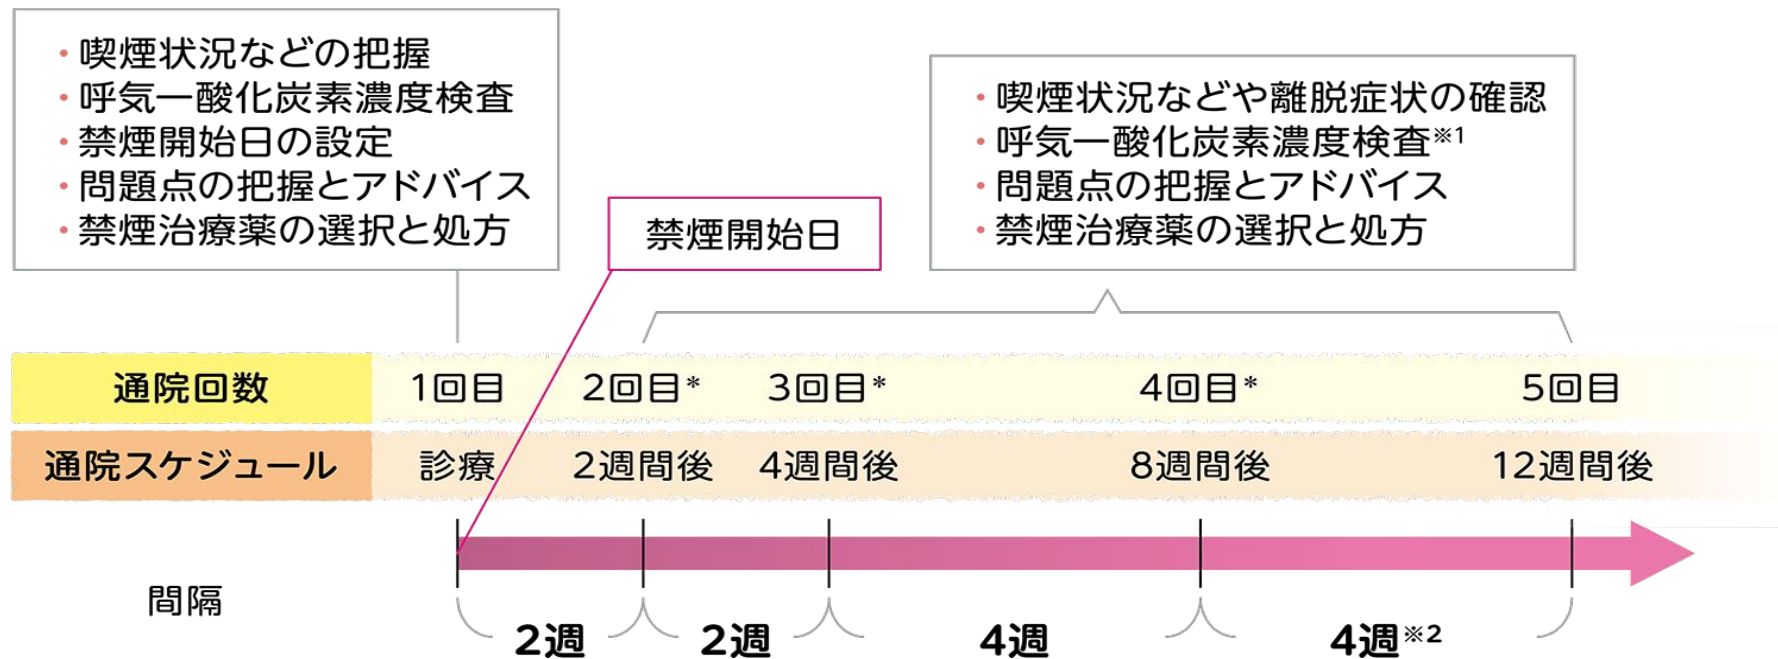 ・喫煙状況などの把握
・呼気一酸化炭素濃度検査
・禁煙開始日の設定
・問題点の把握とアドバイス
・禁煙治療薬の選択と処方
禁煙開始日
・喫煙状況などや離脱症状の確認
・呼気一酸化炭素濃度検査※1
・問題点の把握とアドバイス
・禁煙治療薬の選択と処方
通院回数 1回目 2回目* 3回目* 4回目* 5回目
通院スケジュール 診療 2週間後 4週間後 8週間後 12週間後
間隔 2週 2週 4週 4週※2